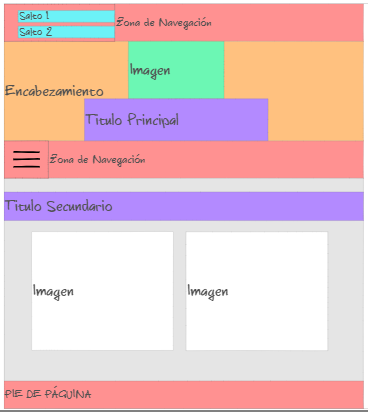 Salto 1
Zona de Navegación
Salto 2
Imagen
Encabezamiento
Titulo Principal
Zona de Navegación
Titulo Secundario
Imagen
Imagen
PIE DE PÁGUINA